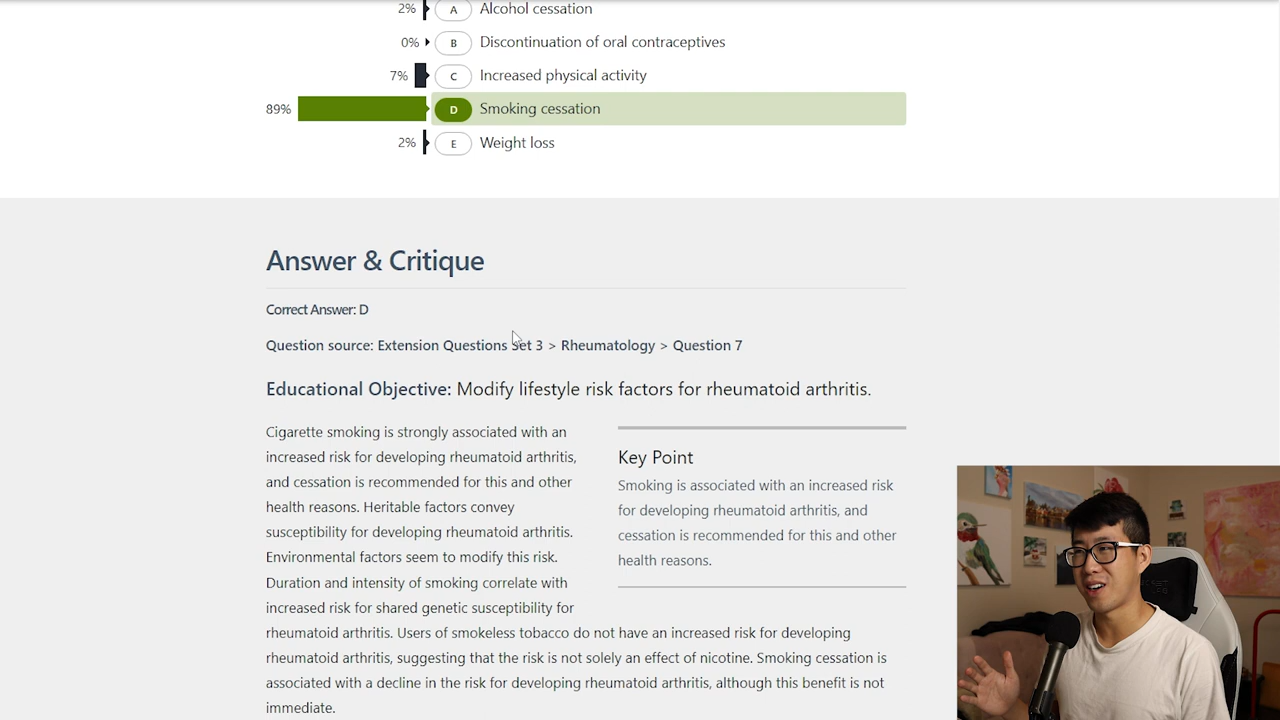 2% A Alcohol cessation
0% B Discontinuation of oral contraceptives
7% C Increased physical activity
89% D Smoking cessation
2% E Weight loss
Answer & Critique
Correct Answer: D
Question source: Extension Questions Set 3 > Rheumatology > Question 7
Educational Objective: Modify lifestyle risk factors for rheumatoid arthritis.
Cigarette smoking is strongly associated with an
increased risk for developing rheumatoid arthritis,
and cessation is recommended for this and other
health reasons. Heritable factors convey
susceptibility for developing rheumatoid arthritis.
Environmental factors seem to modify this risk.
Duration and intensity of smoking correlate with
increased risk for shared genetic susceptibility for
rheumatoid arthritis. Users of smokeless tobacco do not have an increased risk for developing
rheumatoid arthritis, suggesting that the risk is not solely an effect of nicotine. Smoking cessation is
associated with a decline in the risk for developing rheumatoid arthritis, although this benefit is not
immediate.
Key Point
Smoking is associated with an increased risk
for developing rheumatoid arthritis, and
cessation is recommended for this and other
health reasons.